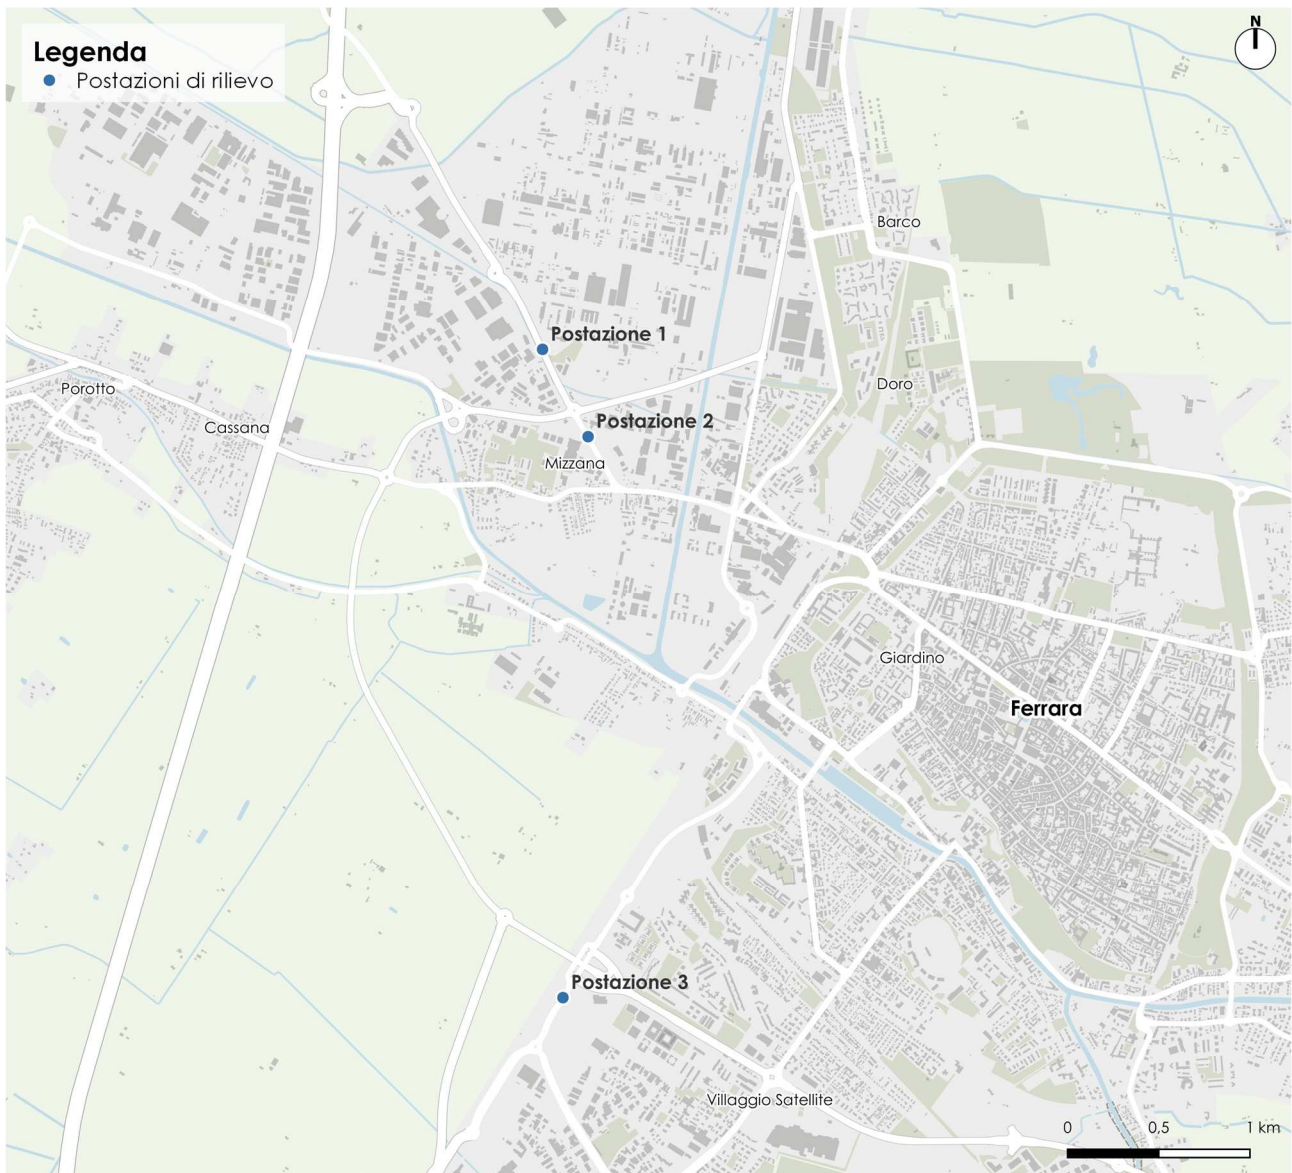 N
Legenda
Postazioni di rilievo
Barco
Postazione 1
Doro
Porotto
Postazione 2
Cassana
Mizzana
Giardino
Ferrara
Postazione 3
Villaggio Satellite
0 0,5 1 km